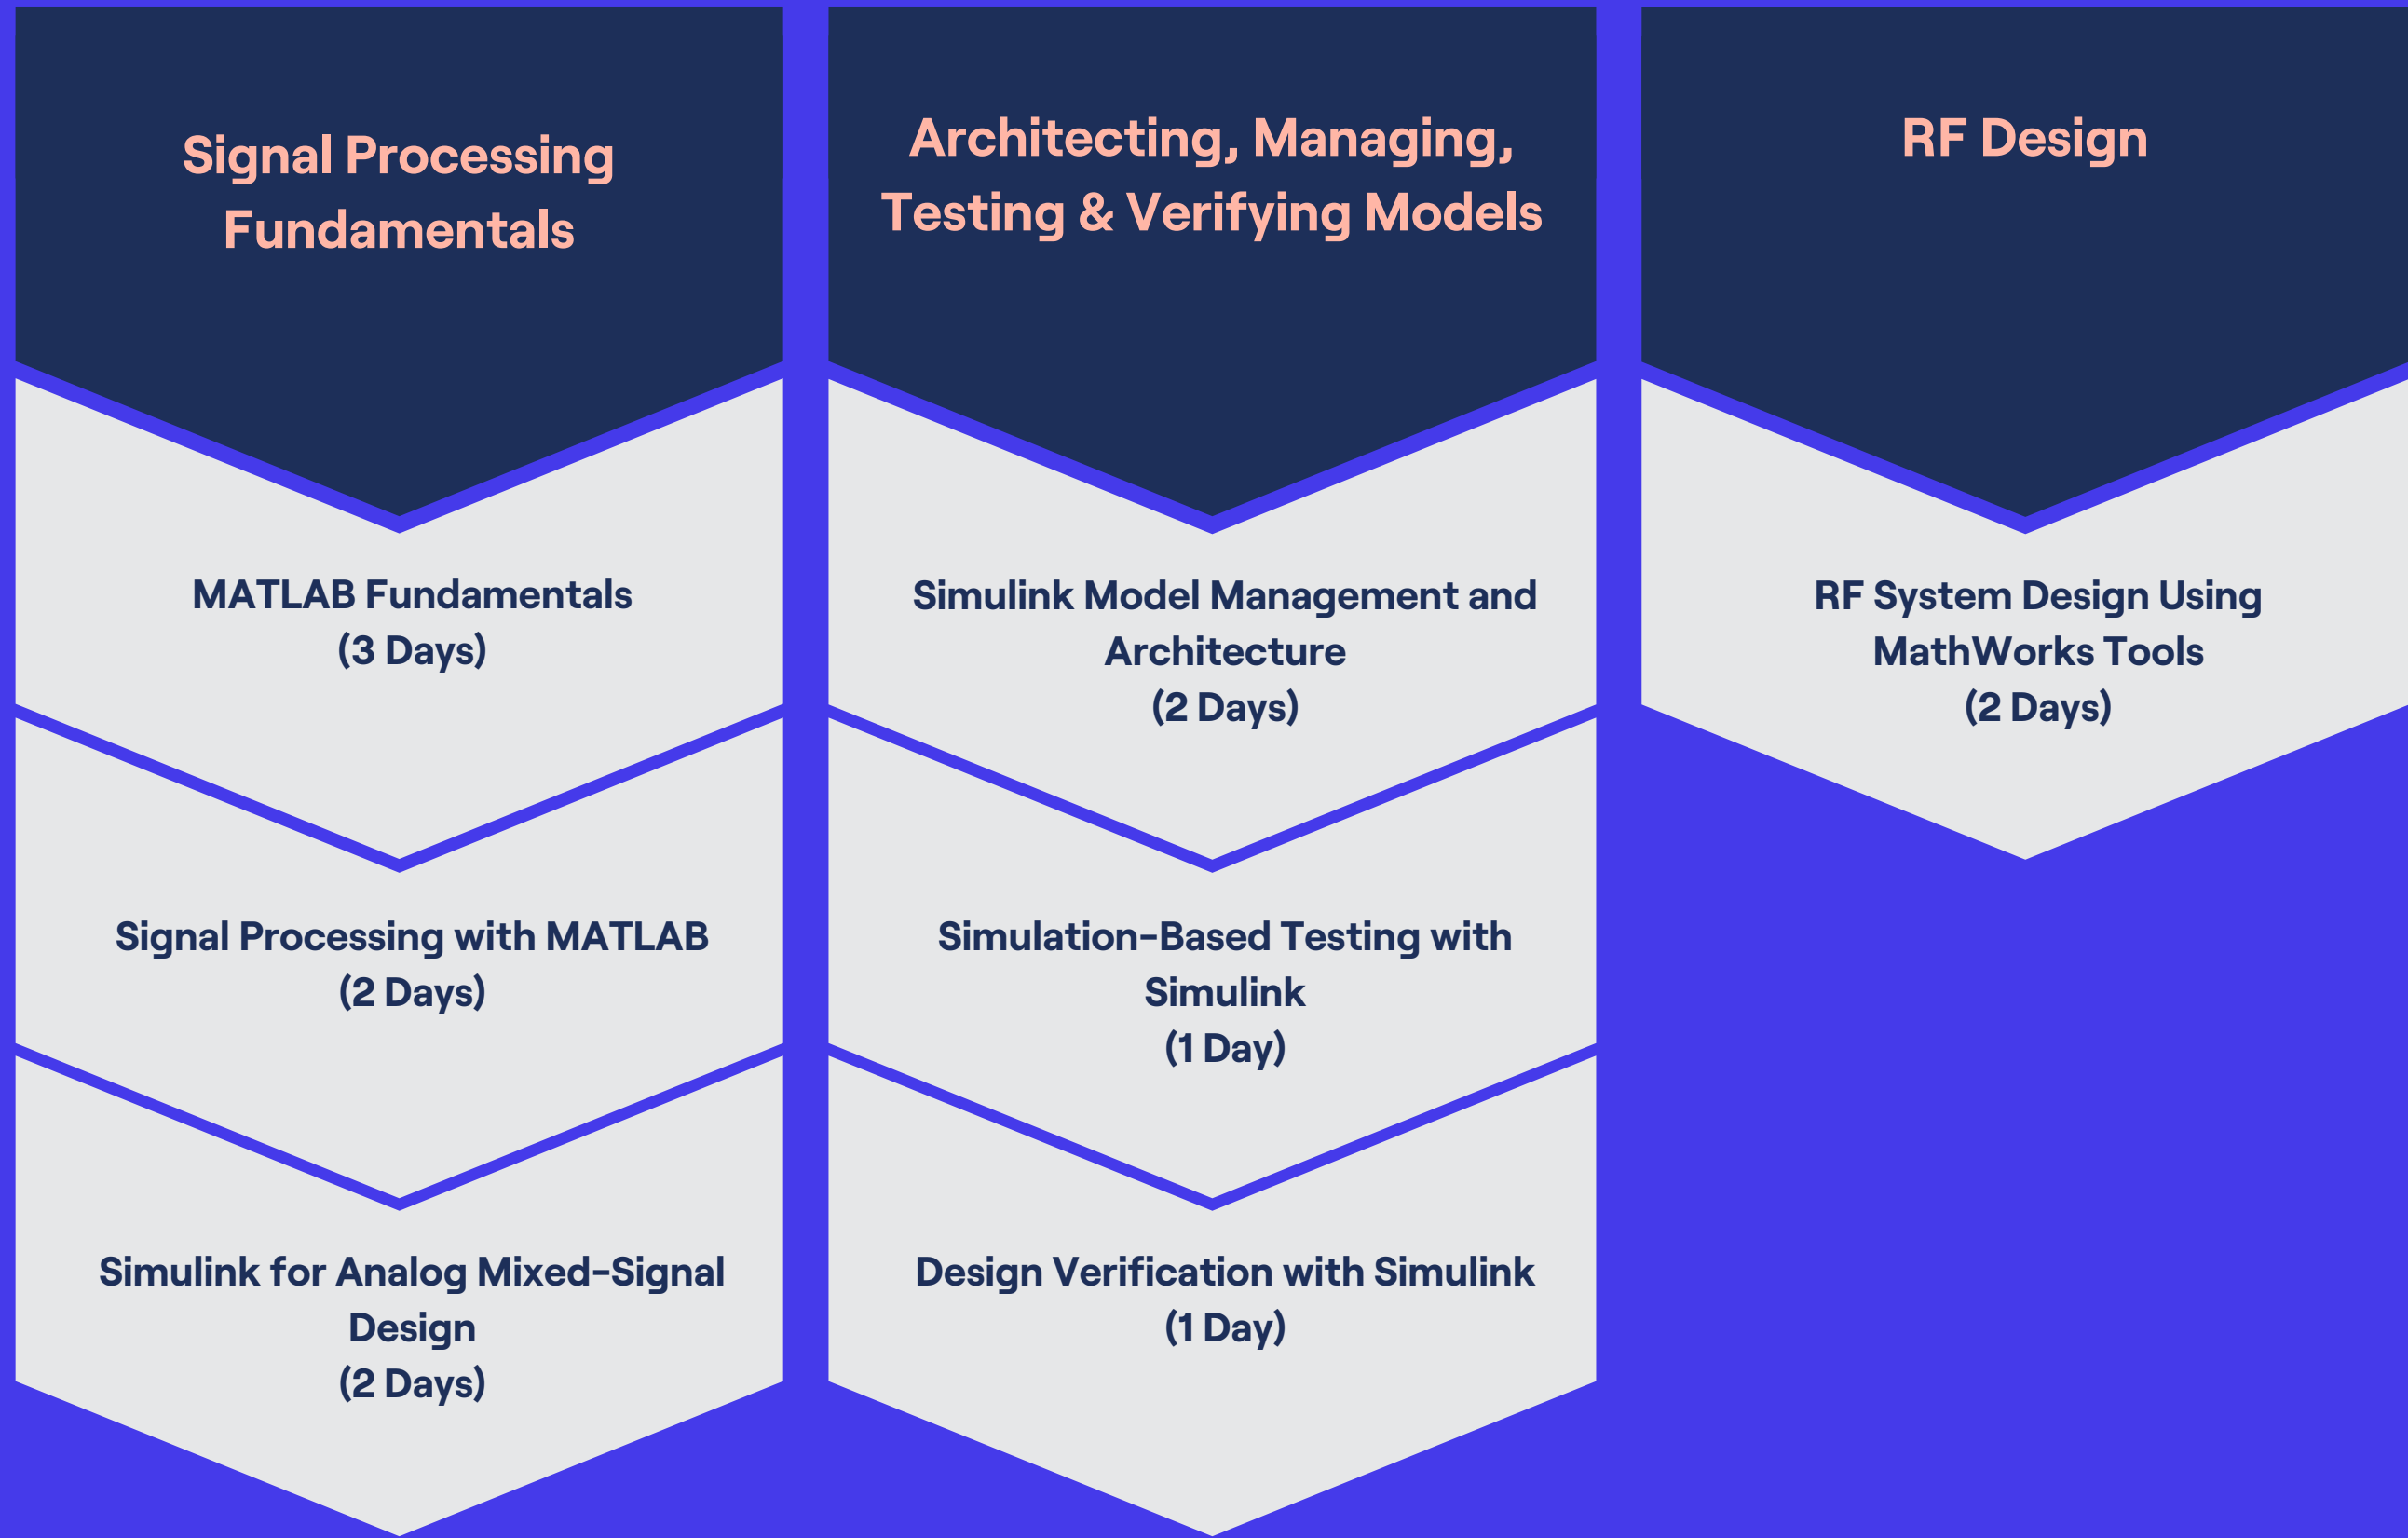 Signal Processing
Fundamentals
MATLAB Fundamentals
(3 Days)
Signal Processing with MATLAB
(2 Days)
Simulink for Analog Mixed-Signal
Design
(2 Days)
Architecting, Managing,
Testing & Verifying Models
Simulink Model Management and
Architecture
(2 Days)
Simulation-Based Testing with
Simulink
(1 Day)
Design Verification with Simulink
(1 Day)
RF Design
RF System Design Using
MathWorks Tools
(2 Days)